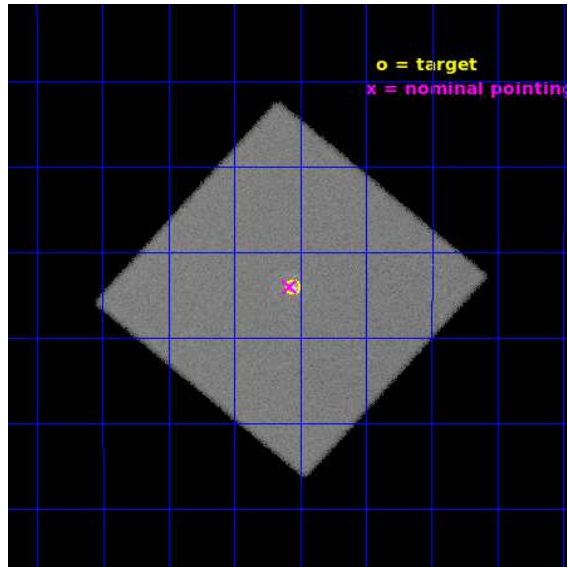 o = target
x = nominal pointing